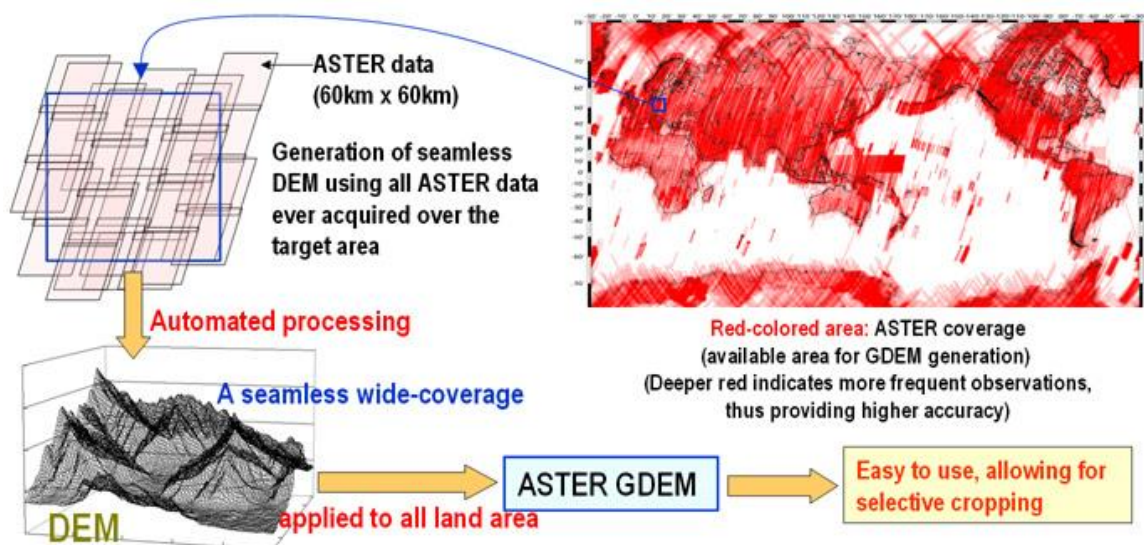 ASTER data
(60km x 60km)
Generation of seamless
DEM using all ASTER data
ever acquired over the
target area
Automated processing
Red-colored area: ASTER coverage
(available area for GDEM generation)
(Deeper red indicates more frequent observations,
thus providing higher accuracy)
A seamless wide-coverage
DEM
applied to all land area
ASTER GDEM
Easy to use, allowing for
selective cropping